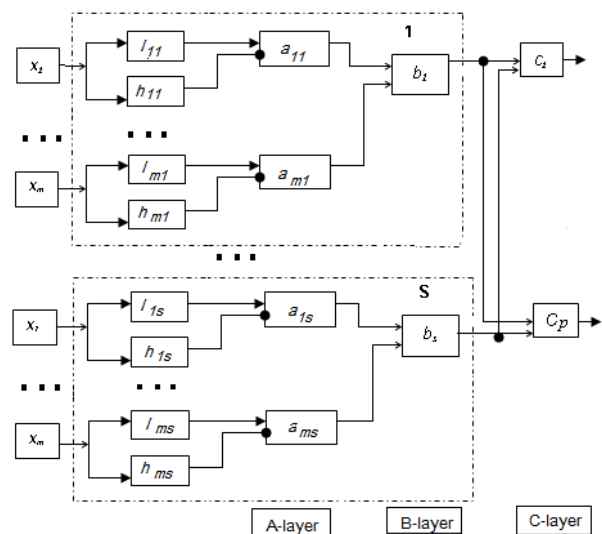 1
x₁ l₁₁ a₁₁ b₁ c₁
h₁₁
. . . . . .
xₘ lₘ₁ aₘ₁
hₘ₁
. . .
S
x₁ l₁ₛ a₁ₛ bₛ Cₚ
h₁ₛ
. . . . . .
xₘ lₘₛ aₘₛ
hₘₛ
A-layer B-layer C-layer